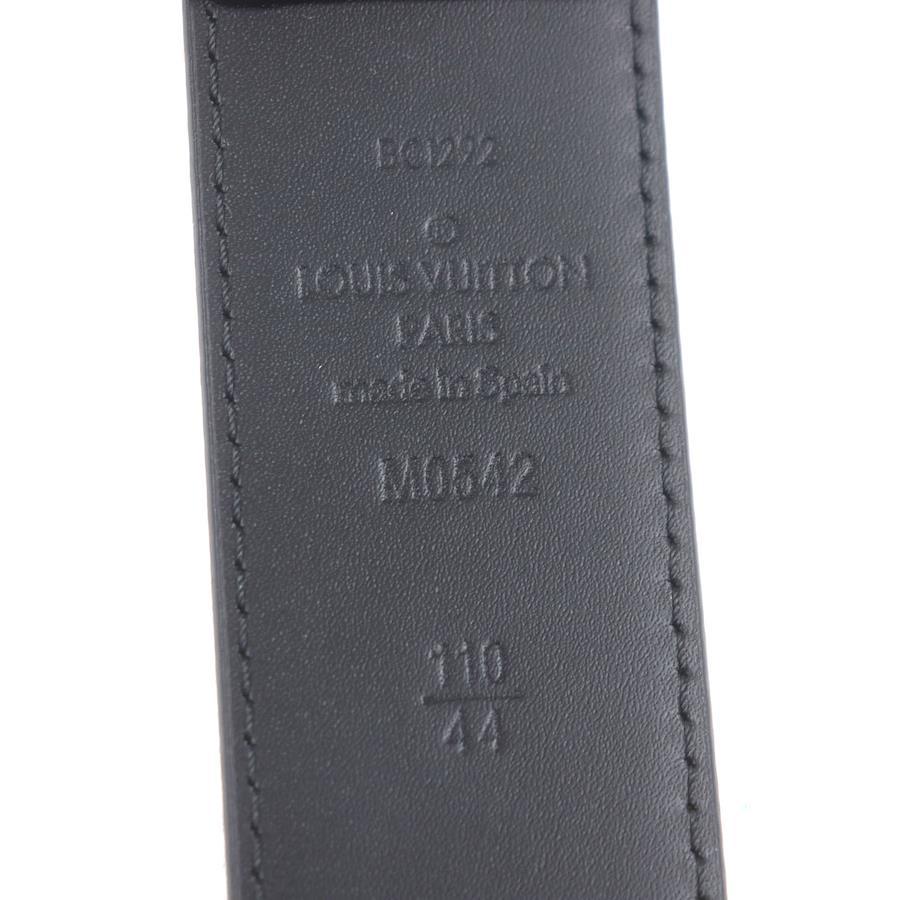 BC1292
®
LOUIS VUITTON
PARIS
made in Spain
M0542
110
44